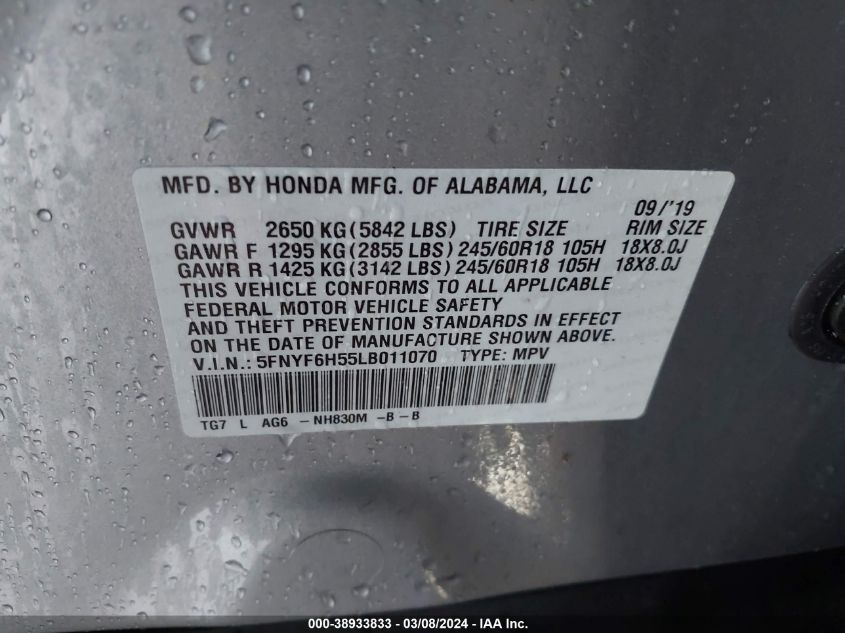 MFD. BY HONDA MFG. OF ALABAMA, LLC
09/'19
GVWR 2650 KG(5842 LBS) TIRE SIZE RIM SIZE
GAWR F 1295 KG(2855 LBS) 245/60R18 105H 18X8.0J
GAWR R 1425 KG(3142 LBS) 245/60R18 105H 18X8.0J
THIS VEHICLE CONFORMS TO ALL APPLICABLE
FEDERAL MOTOR VEHICLE SAFETY
AND THEFT PREVENTION STANDARDS IN EFFECT
ON THE DATE OF MANUFACTURE SHOWN ABOVE.
V.I.N.: 5FNYF6H55LB011070 TYPE: MPV
TG7 L AG6 -NH830M -B-B
000-38933833 - 03/08/2024 - IAA Inc.